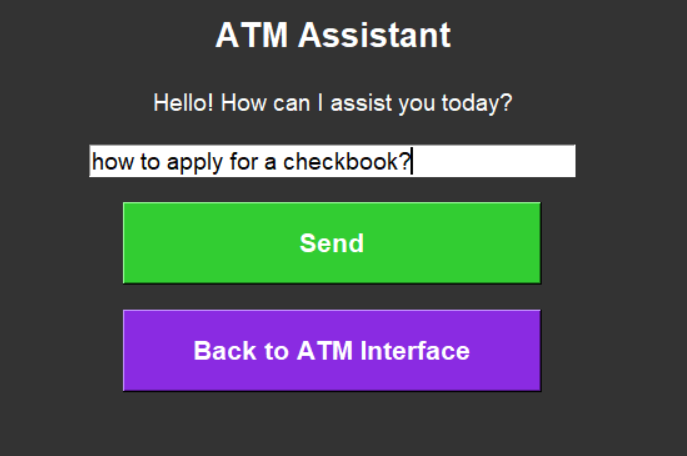 ATM Assistant
Hello! How can I assist you today?
how to apply for a checkbook?
Send
Back to ATM Interface